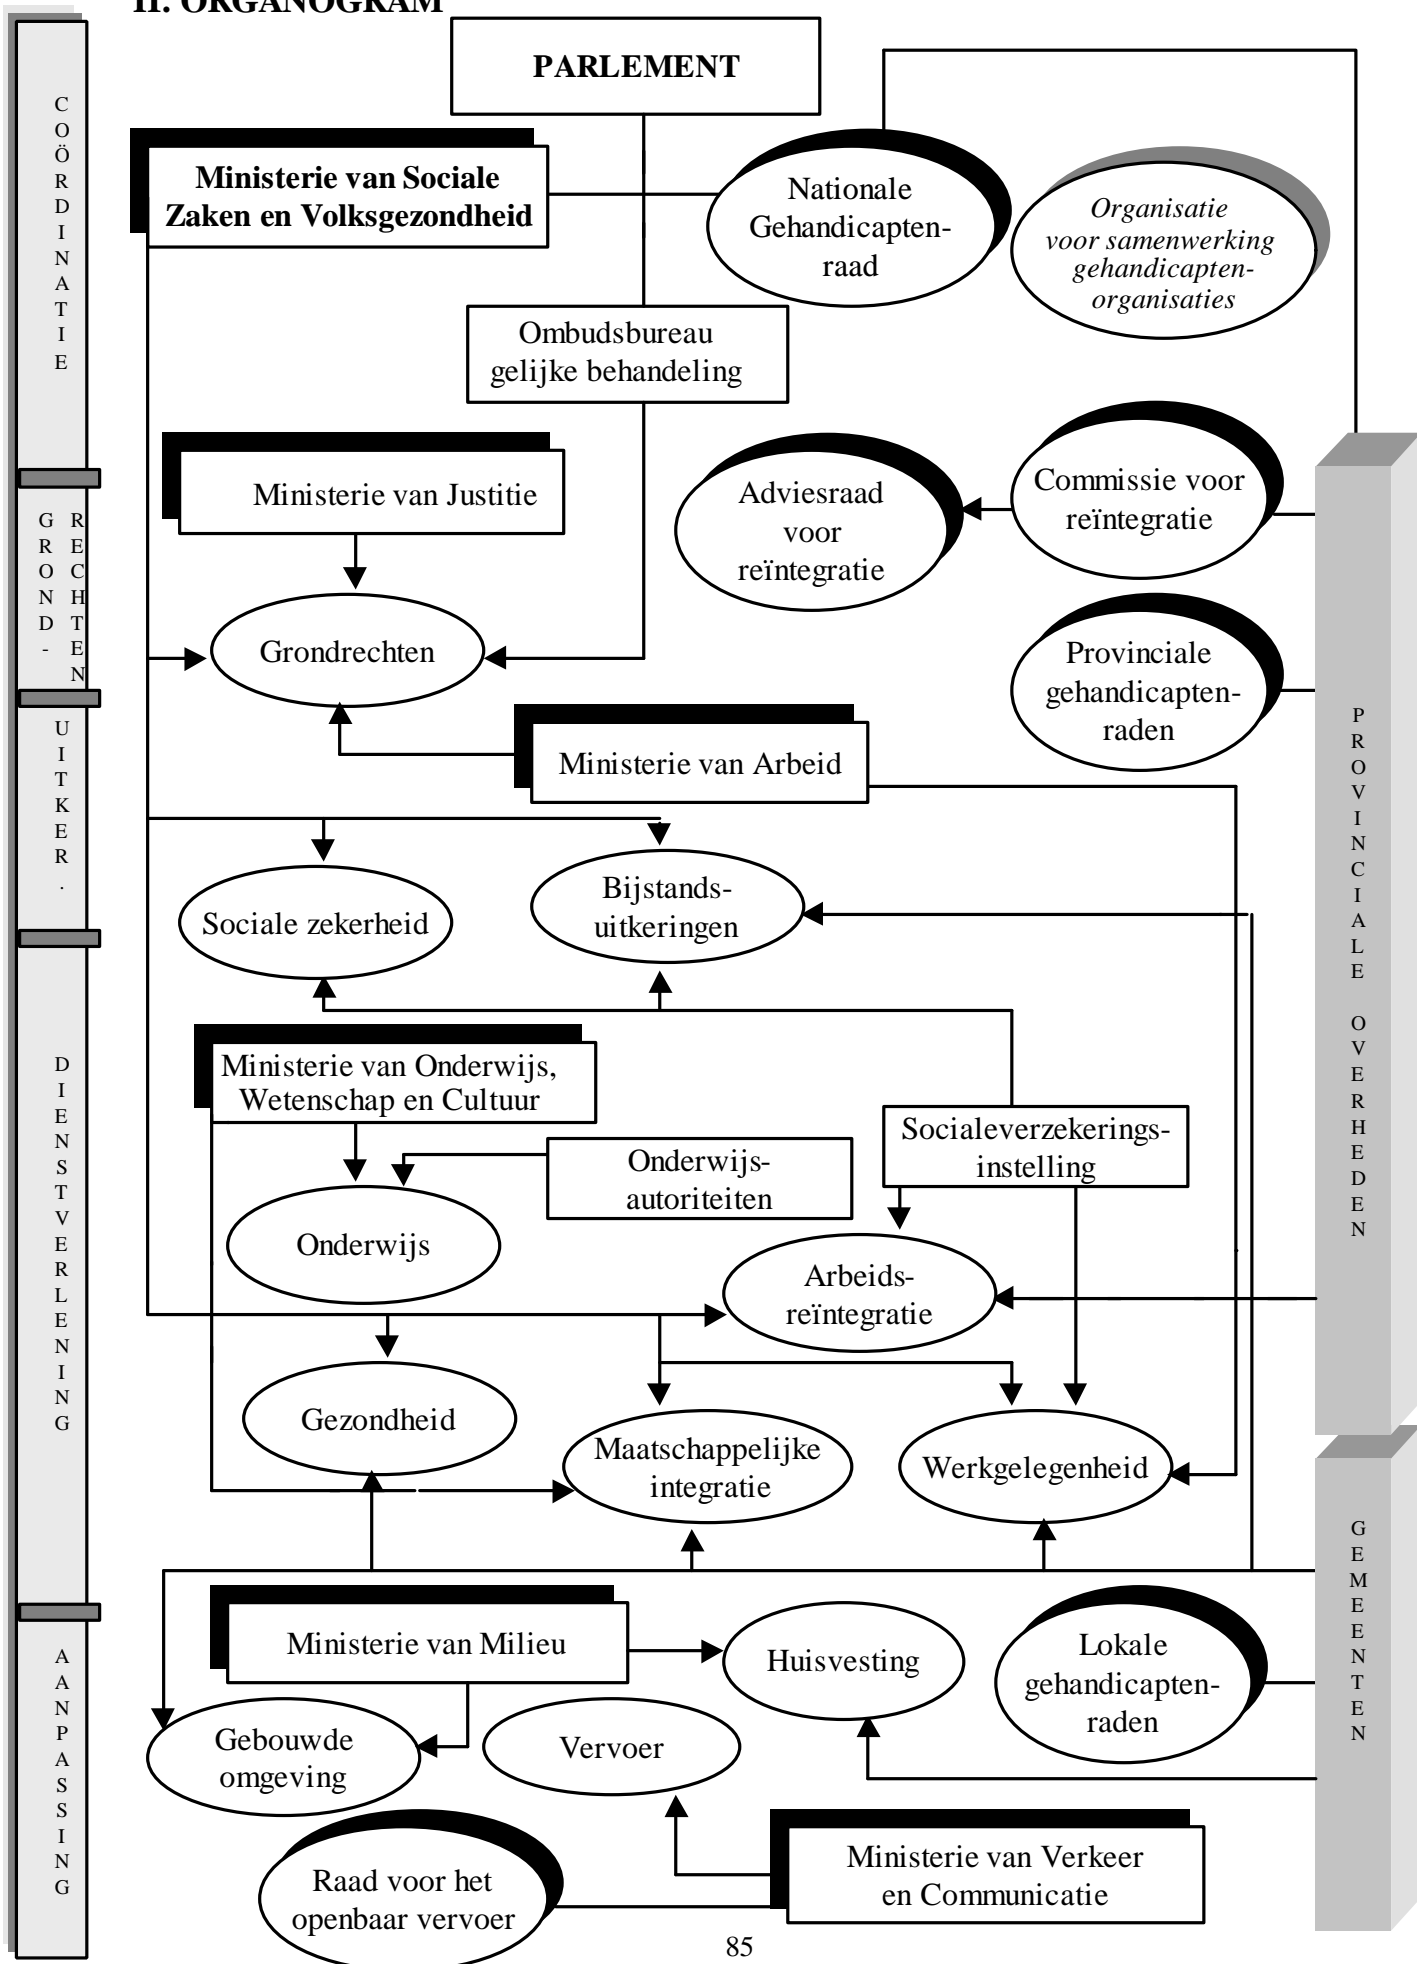 II. ORGANOGRAM
PARLEMENT
Ministerie van Sociale
Zaken en Volksgezondheid
Nationale
Gehandicapten-
raad
Organisatie
voor samenwerking
gehandicapten-
organisaties
Ombudsbureau
gelijke behandeling
Ministerie van Justitie
Adviesraad
voor
reïntegratie
Commissie voor
reïntegratie
Grondrechten
Provinciale
gehandicapten-
raden
Ministerie van Arbeid
Sociale zekerheid
Bijstands-
uitkeringen
Ministerie van Onderwijs,
Wetenschap en Cultuur
Socialeverzekerings-
instelling
Onderwijs-
autoriteiten
Onderwijs
Arbeids-
reïntegratie
Gezondheid
Maatschappelijke
integratie
Werkgelegenheid
Ministerie van Milieu
Huisvesting
Lokale
gehandicapten-
raden
Gebouwde
omgeving
Vervoer
Raad voor het
openbaar vervoer
Ministerie van Verkeer
en Communicatie
COÖRDINATIE
GROND-
RECHTEN
UITKER.
DIENSTVERLENING
AANPASSING
PROVINCIALE OVERHEDEN
GEMEENTEN
85